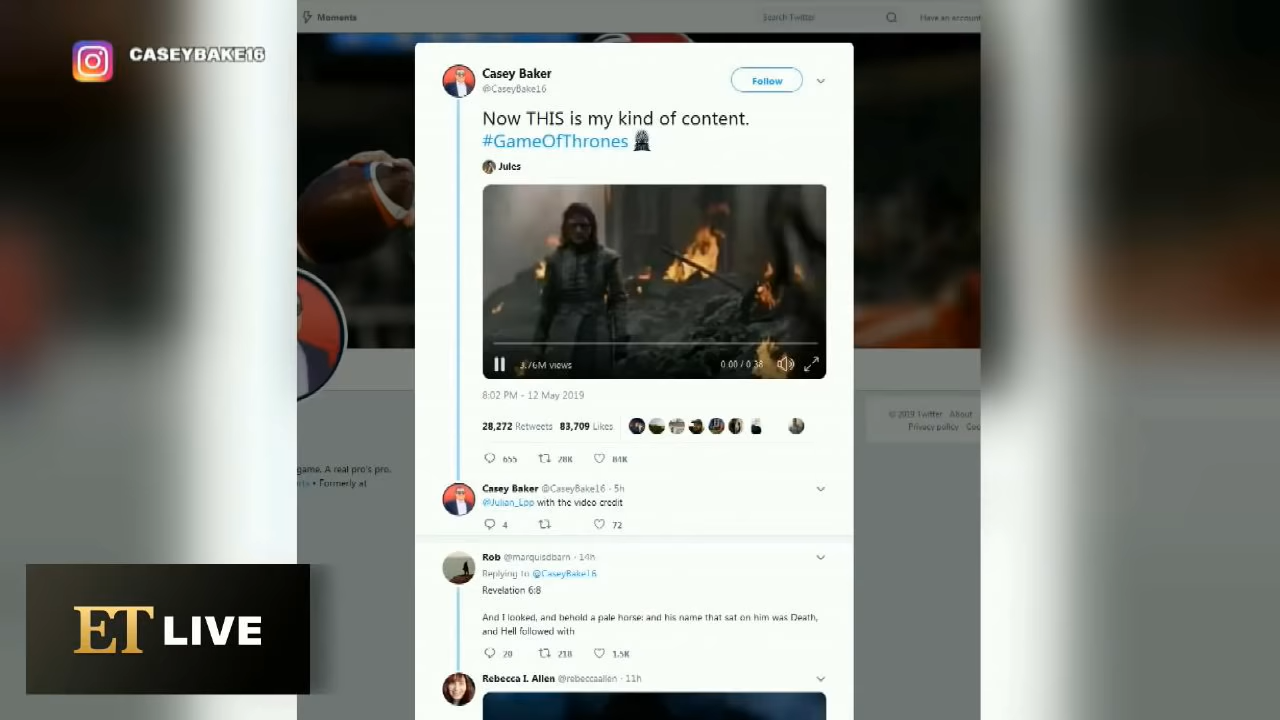 Moments
Search Twitter
Have an account
CASEYBAKE16
Casey Baker
@CaseyBake16
Follow
Now THIS is my kind of content.
#GameOfThrones
Jules
3.76M views
0:00 / 0:38
8:02 PM - 12 May 2019
28,272 Retweets 83,709 Likes
655 28K 84K
© 2019 Twitter About
Privacy policy
game. A real pro's pro.
• Formerly at
Casey Baker @CaseyBake16 · 5h
@Julian_Epp with the video credit
4 72
Rob @marquisdbarn · 14h
Replying to @CaseyBake16
Revelation 6:8
And I looked, and behold a pale horse: and his name that sat on him was Death,
and Hell followed with
20 218 1.5K
Rebecca I. Allen @rebeccaallen · 11h
ET LIVE